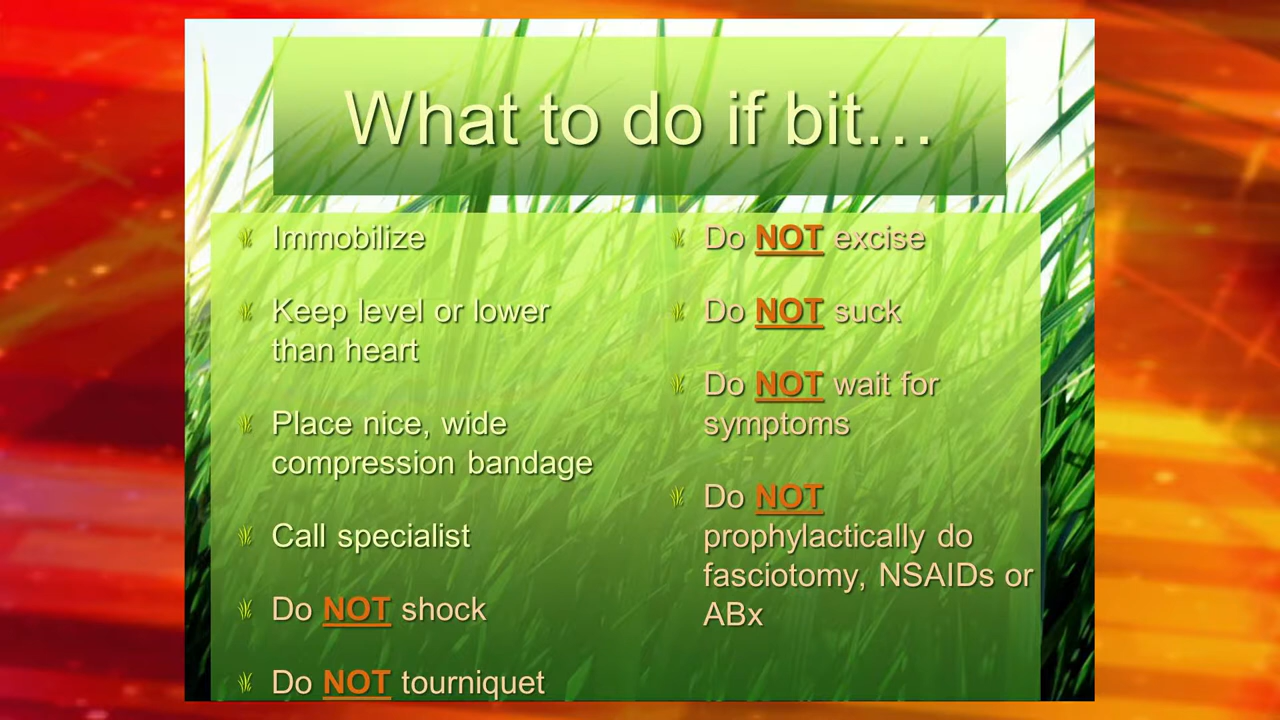 What to do if bit…
Immobilize
Keep level or lower
than heart
Place nice, wide
compression bandage
Call specialist
Do NOT shock
Do NOT tourniquet
Do NOT excise
Do NOT suck
Do NOT wait for
symptoms
Do NOT
prophylactically do
fasciotomy, NSAIDs or
ABx